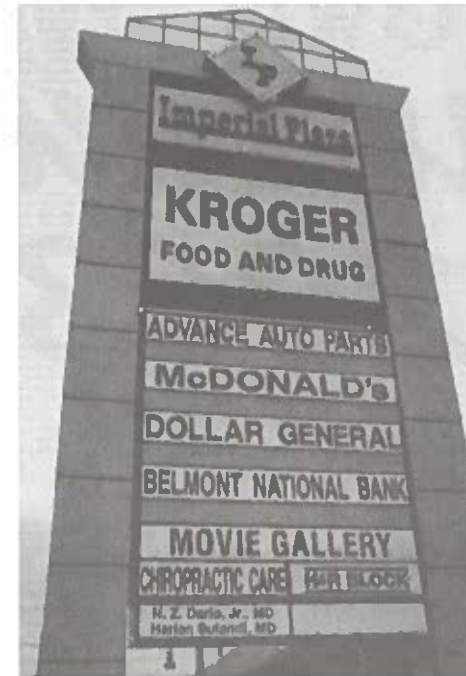 IP
Imperial Plaza
KROGER
FOOD AND DRUG
ADVANCE AUTO PARTS
McDONALD's
DOLLAR GENERAL
BELMONT NATIONAL BANK
MOVIE GALLERY
CHIROPRACTIC CARE H&R BLOCK
Jr., MD
MD